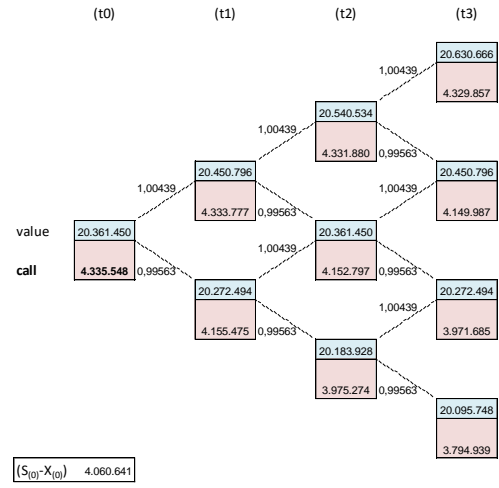 (t0) (t1) (t2) (t3)
20.630.666
1,00439
4.329.857
20.540.534
1,00439
4.331.880 0,99563
20.450.796 20.450.796
1,00439 1,00439
4.333.777 0,99563 4.149.987
value 20.361.450 20.361.450
1,00439
call 4.335.548 0,99563 4.152.797 0,99563
20.272.494 20.272.494
1,00439
4.155.475 0,99563 3.971.685
20.183.928
3.975.274 0,99563
20.095.748
3.794.939
(S(0)-X(0)) 4.060.641